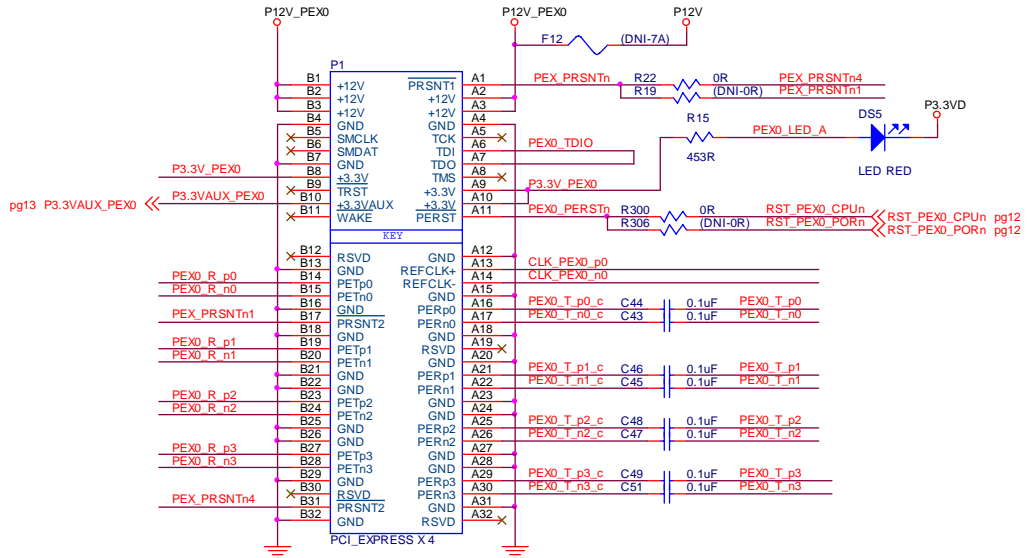 P12V_PEX0 P12V_PEX0 P12V
F12 (DNI-7A)
P1
B1 +12V PRSNT1 A1 PEX_PRSNTn R22 0R PEX_PRSNTn4
B2 +12V +12V A2 R19 (DNI-0R) PEX_PRSNTn1
B3 +12V +12V A3
B4 GND GND A4
B5 SMCLK TCK A5
B6 SMDAT TDI A6 PEX0_TDIO
B7 GND TDO A7
P3.3V_PEX0 B8 +3.3V TMS A8
B9 TRST +3.3V A9 P3.3V_PEX0
pg13 P3.3VAUX_PEX0 P3.3VAUX_PEX0 B10 +3.3VAUX +3.3V A10
B11 WAKE PERST A11 PEX0_PERSTn R300 0R RST_PEX0_CPUn RST_PEX0_CPUn pg12
R306 (DNI-0R) RST_PEX0_PORn RST_PEX0_PORn pg12
R15 453R PEX0_LED_A DS5 LED RED P3.3VD
KEY
B12 RSVD GND A12
B13 GND REFCLK+ A13 CLK_PEX0_p0
PEX0_R_p0 B14 PETp0 REFCLK- A14 CLK_PEX0_n0
PEX0_R_n0 B15 PETn0 GND A15
B16 GND PERp0 A16 PEX0_T_p0_c C44 0.1uF PEX0_T_p0
PEX_PRSNTn1 B17 PRSNT2 PERn0 A17 PEX0_T_n0_c C43 0.1uF PEX0_T_n0
B18 GND GND A18
PEX0_R_p1 B19 PETp1 RSVD A19
PEX0_R_n1 B20 PETn1 GND A20
B21 GND PERp1 A21 PEX0_T_p1_c C46 0.1uF PEX0_T_p1
B22 GND PERn1 A22 PEX0_T_n1_c C45 0.1uF PEX0_T_n1
PEX0_R_p2 B23 PETp2 GND A23
PEX0_R_n2 B24 PETn2 GND A24
B25 GND PERp2 A25 PEX0_T_p2_c C48 0.1uF PEX0_T_p2
B26 GND PERn2 A26 PEX0_T_n2_c C47 0.1uF PEX0_T_n2
PEX0_R_p3 B27 PETp3 GND A27
PEX0_R_n3 B28 PETn3 GND A28
B29 GND PERp3 A29 PEX0_T_p3_c C49 0.1uF PEX0_T_p3
B30 RSVD PERn3 A30 PEX0_T_n3_c C51 0.1uF PEX0_T_n3
PEX_PRSNTn4 B31 PRSNT2 GND A31
B32 GND RSVD A32
PCI_EXPRESS X 4